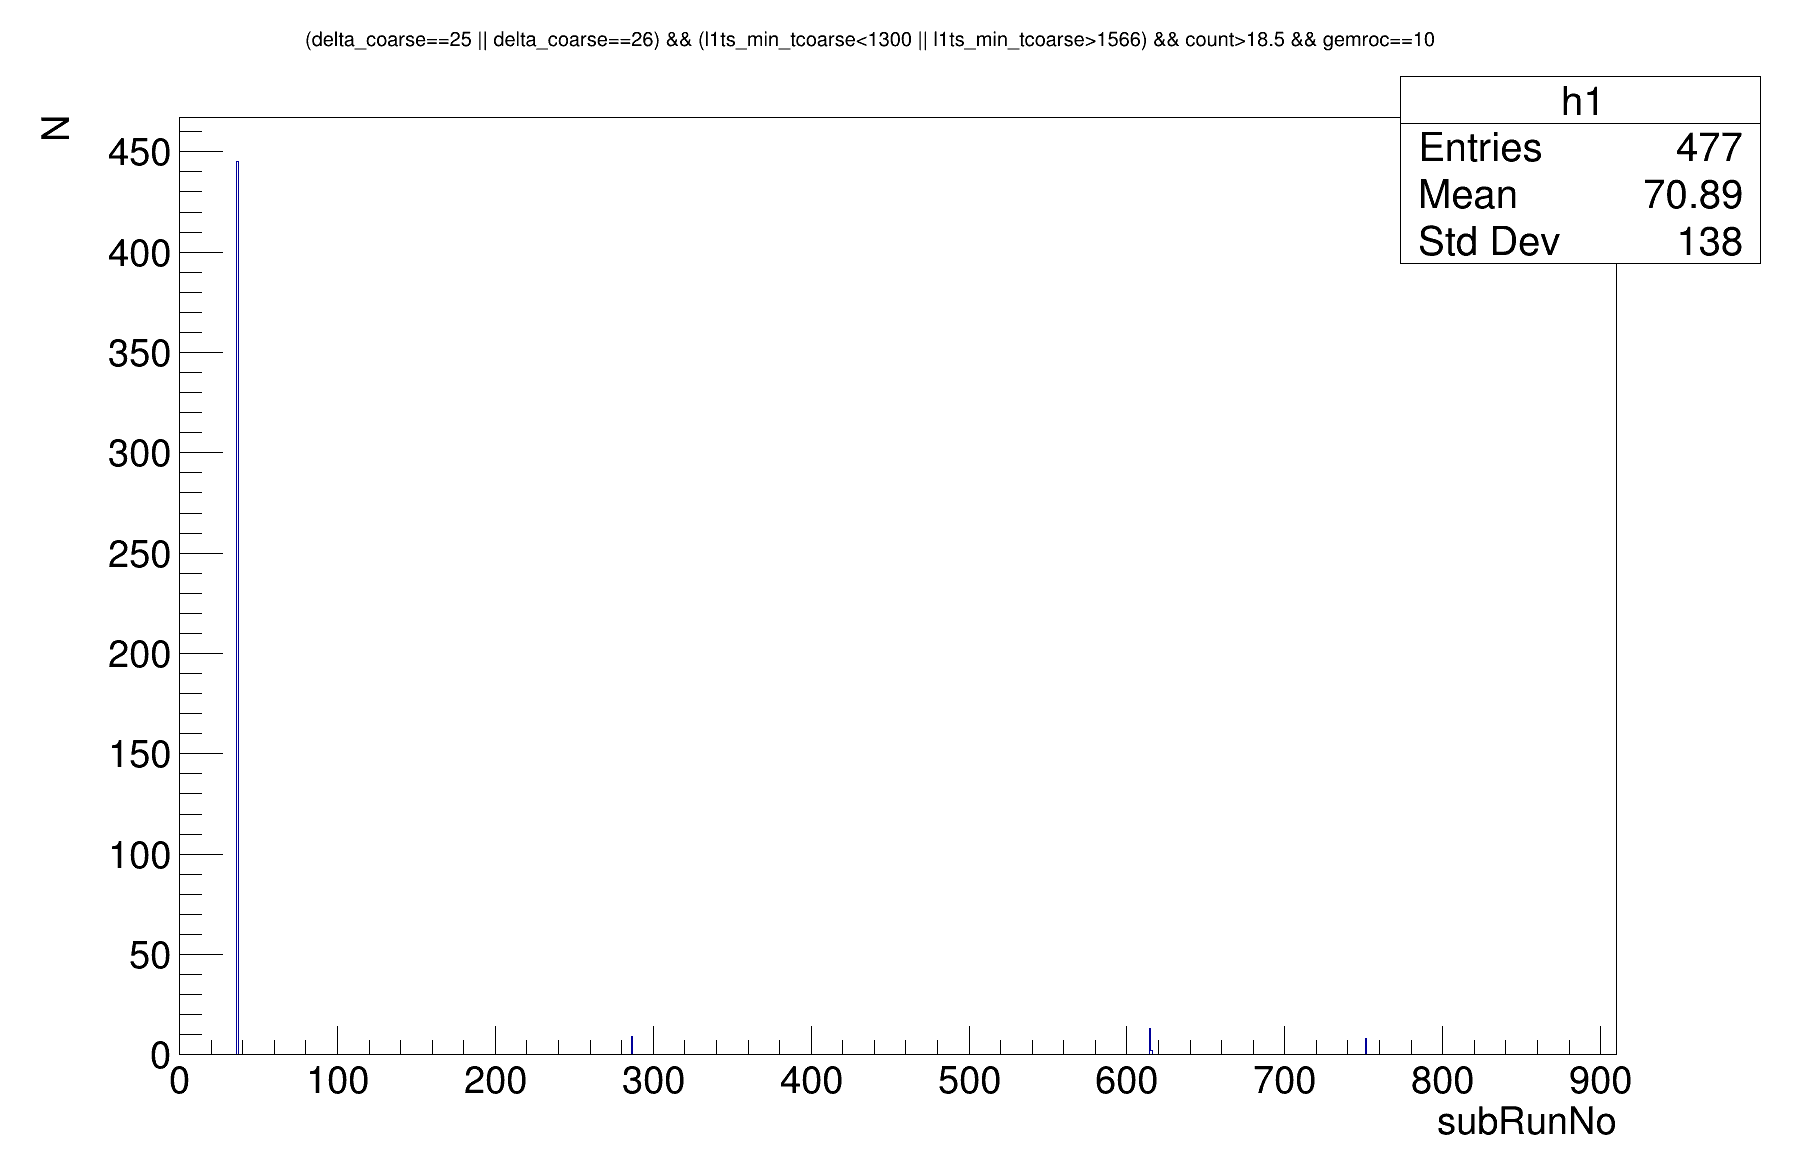 (delta_coarse==25 || delta_coarse==26) && (l1ts_min_tcoarse<1300 || l1ts_min_tcoarse>1566) && count>18.5 && gemroc==10
h1
Entries 477
Mean 70.89
Std Dev 138
N
450
400
350
300
250
200
150
100
50
0
0 100 200 300 400 500 600 700 800 900
subRunNo